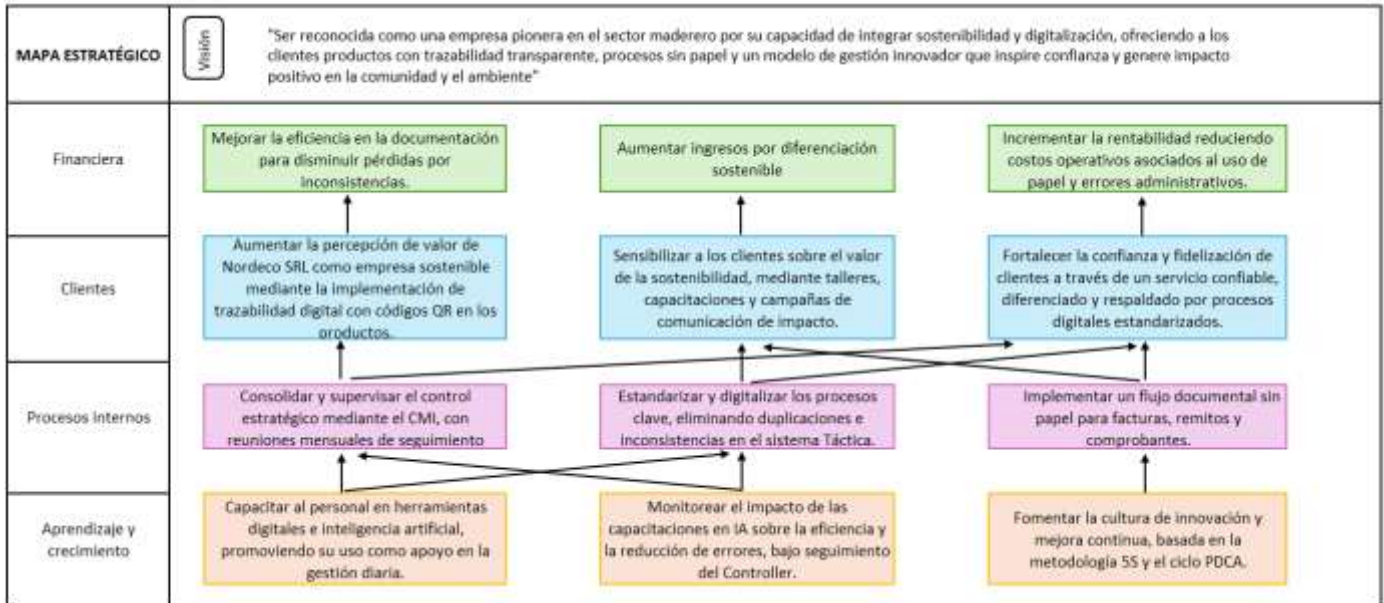 MAPA ESTRATÉGICO
Visión
"Ser reconocida como una empresa pionera en el sector maderero por su capacidad de integrar sostenibilidad y digitalización, ofreciendo a los
clientes productos con trazabilidad transparente, procesos sin papel y un modelo de gestión innovador que inspire confianza y genere impacto
positivo en la comunidad y el ambiente"
Financiera
Mejorar la eficiencia en la documentación
para disminuir pérdidas por
inconsistencias.
Aumentar ingresos por diferenciación
sostenible
Incrementar la rentabilidad reduciendo
costos operativos asociados al uso de
papel y errores administrativos.
Clientes
Aumentar la percepción de valor de
Nordeco SRL como empresa sostenible
mediante la implementación de
trazabilidad digital con códigos QR en los
productos.
Sensibilizar a los clientes sobre el valor
de la sostenibilidad, mediante talleres,
capacitaciones y campañas de
comunicación de impacto.
Fortalecer la confianza y fidelización de
clientes a través de un servicio confiable,
diferenciado y respaldado por procesos
digitales estandarizados.
Procesos internos
Consolidar y supervisar el control
estratégico mediante el CMI, con
reuniones mensuales de seguimiento
Estandarizar y digitalizar los procesos
clave, eliminando duplicaciones e
inconsistencias en el sistema Táctica.
Implementar un flujo documental sin
papel para facturas, remitos y
comprobantes.
Aprendizaje y
crecimiento
Capacitar al personal en herramientas
digitales e inteligencia artificial,
promoviendo su uso como apoyo en la
gestión diaria.
Monitorear el impacto de las
capacitaciones en IA sobre la eficiencia y
la reducción de errores, bajo seguimiento
del Controller.
Fomentar la cultura de innovación y
mejora continua, basada en la
metodología 5S y el ciclo PDCA.